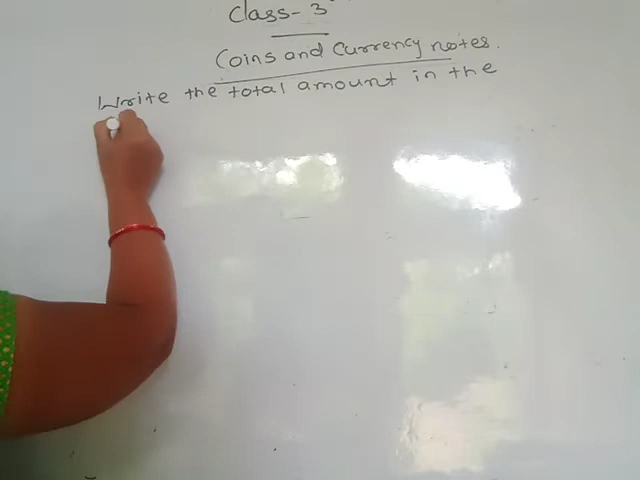 Class - 3
Coins and Currency notes.
Write the total amount in the